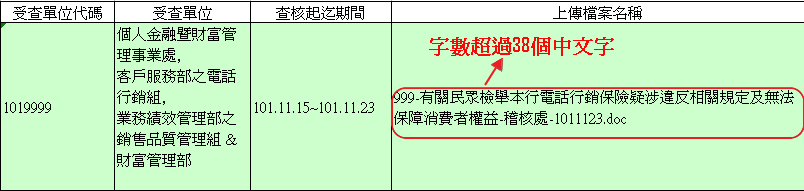 受查單位代碼
受查單位
查核起迄期間
上傳檔案名稱
1019999
個人金融暨財富管
理事業處,
客戶服務部之電話
行銷組,
業務績效管理部之
銷售品質管理組 &
財富管理部
101.11.15~101.11.23
字數超過38個中文字
999-有關民眾檢舉本行電話行銷保險疑涉違反相關規定及無法
保障消費者權益-稽核處-1011123.doc